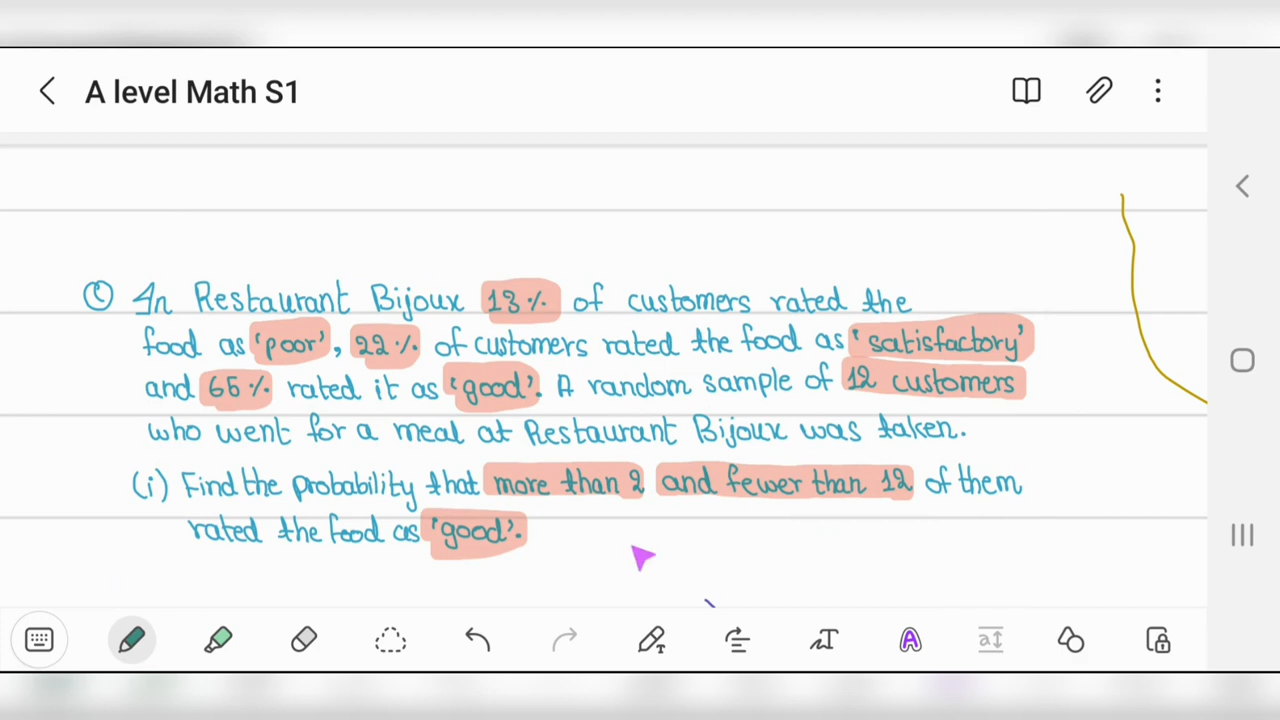 A level Math S1
In Restaurant Bijoux 13% of customers rated the
food as 'poor', 22% of customers rated the food as 'satisfactory'
and 65% rated it as 'good'. A random sample of 12 customers
who went for a meal at Restaurant Bijoux was taken.
(i) Find the probability that more than 2 and fewer than 12 of them
rated the food as 'good'.